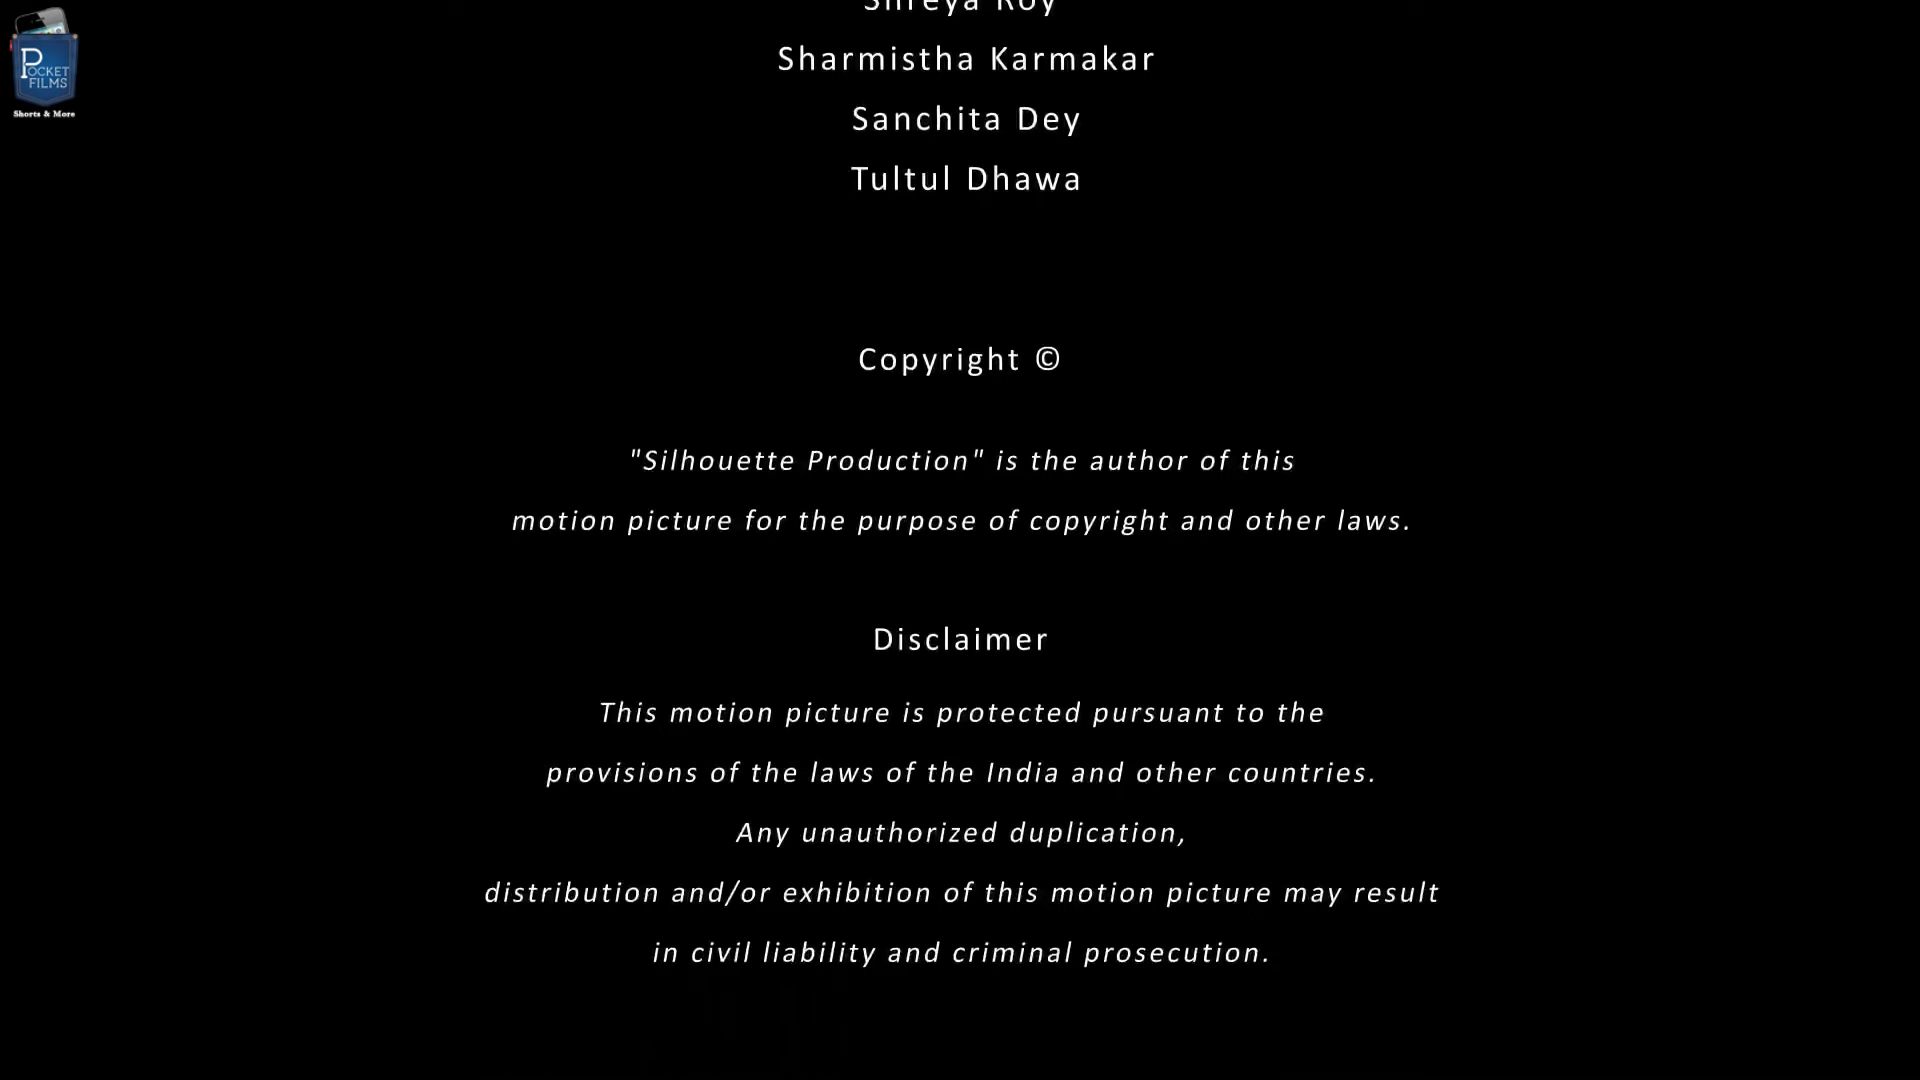 Shreya Roy
Sharmistha Karmakar
Sanchita Dey
Tultul Dhawa
POCKET
FILMS
Shorts & More
Copyright ©
"Silhouette Production" is the author of this
motion picture for the purpose of copyright and other laws.
Disclaimer
This motion picture is protected pursuant to the
provisions of the laws of the India and other countries.
Any unauthorized duplication,
distribution and/or exhibition of this motion picture may result
in civil liability and criminal prosecution.